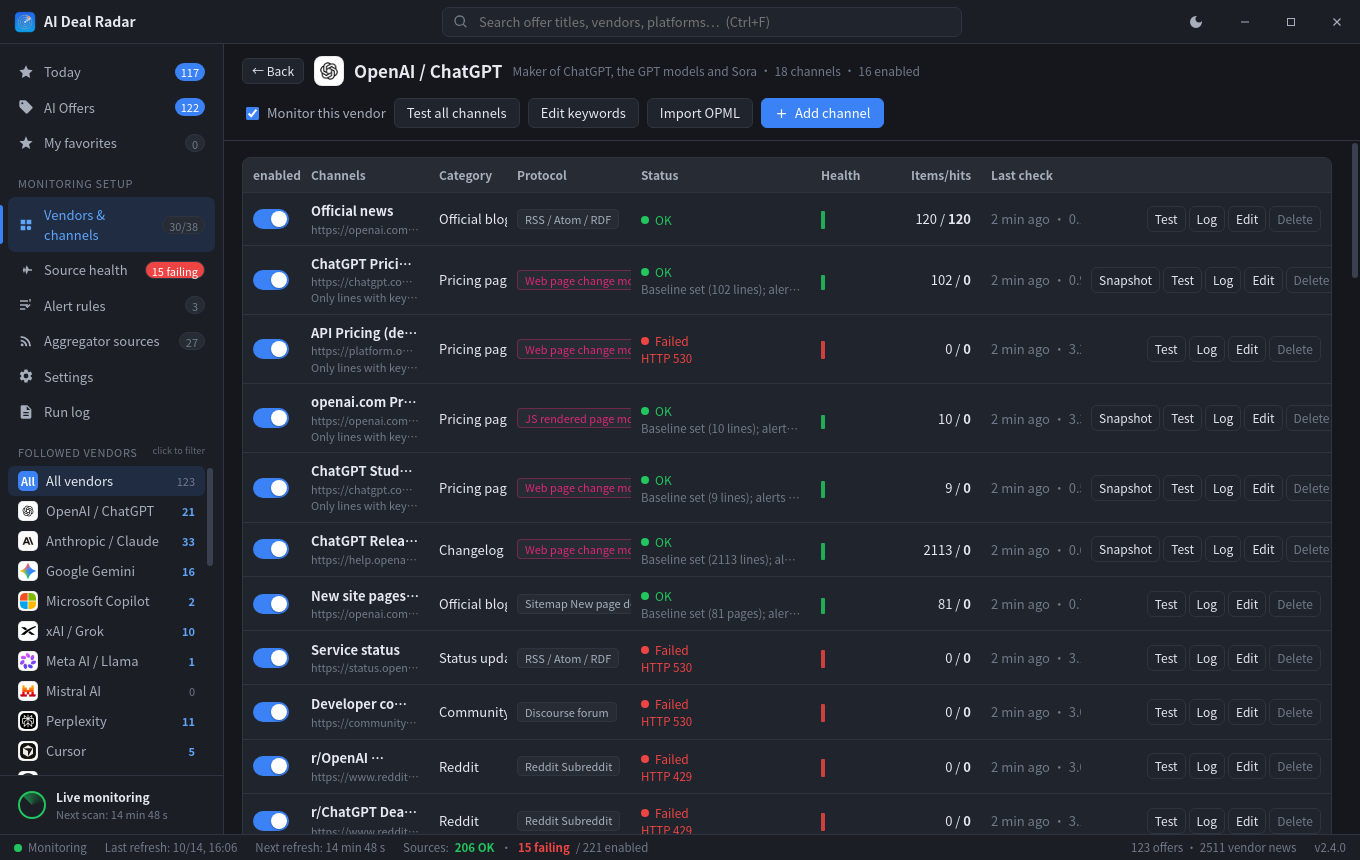 AI Deal Radar
Search offer titles, vendors, platforms… (Ctrl+F)
Today 117
AI Offers 122
My favorites 0
MONITORING SETUP
Vendors & channels 30/38
Source health 15 failing
Alert rules 3
Aggregator sources 27
Settings
Run log
FOLLOWED VENDORS click to filter
All All vendors 123
OpenAI / ChatGPT 21
Anthropic / Claude 33
Google Gemini 16
Microsoft Copilot 2
xAI / Grok 10
Meta AI / Llama 1
Mistral AI 0
Perplexity 11
Cursor 5
Live monitoring
Next scan: 14 min 48 s
← Back OpenAI / ChatGPT Maker of ChatGPT, the GPT models and Sora • 18 channels • 16 enabled
Monitor this vendor Test all channels Edit keywords Import OPML + Add channel
enabled Channels Category Protocol Status Health Items/hits Last check
Official news
https://openai.com…
Official blog RSS / Atom / RDF OK 120 / 120 2 min ago • 0. Test Log Edit Delete
ChatGPT Prici…
https://chatgpt.co…
Only lines with key…
Pricing pag Web page change mo OK
Baseline set (102 lines); aler…
102 / 0 2 min ago • 0. Snapshot Test Log Edit Delete
API Pricing (de…
https://platform.o…
Only lines with key…
Pricing pag Web page change mo Failed
HTTP 530
0 / 0 2 min ago • 3. Test Log Edit Delete
openai.com Pr…
https://openai.com…
Only lines with key…
Pricing pag JS rendered page mo OK
Baseline set (10 lines); alert…
10 / 0 2 min ago • 3. Snapshot Test Log Edit Delete
ChatGPT Stud…
https://chatgpt.co…
Only lines with key…
Pricing pag Web page change mo OK
Baseline set (9 lines); alerts …
9 / 0 2 min ago • 0. Snapshot Test Log Edit Delete
ChatGPT Relea…
https://help.opena…
Changelog Web page change mo OK
Baseline set (2113 lines); al…
2113 / 0 2 min ago • 0. Snapshot Test Log Edit Delete
New site pages…
https://openai.com…
Official blog Sitemap New page d OK
Baseline set (81 pages); aler…
81 / 0 2 min ago • 0. Test Log Edit Delete
Service status
https://status.open…
Status upda RSS / Atom / RDF Failed
HTTP 530
0 / 0 2 min ago • 3. Test Log Edit Delete
Developer co…
https://community…
Community Discourse forum Failed
HTTP 530
0 / 0 2 min ago • 3. Test Log Edit Delete
r/OpenAI …
https://www.reddit…
Reddit Reddit Subreddit Failed
HTTP 429
0 / 0 2 min ago • 3. Test Log Edit Delete
r/ChatGPT Dea…
https://www.reddit…
Reddit Reddit Subreddit Failed
HTTP 429
0 / 0 2 min ago • 3. Test Log Edit Delete
Monitoring Last refresh: 10/14, 16:06 Next refresh: 14 min 48 s Sources: 206 OK • 15 failing / 221 enabled 123 offers • 2511 vendor news v2.4.0